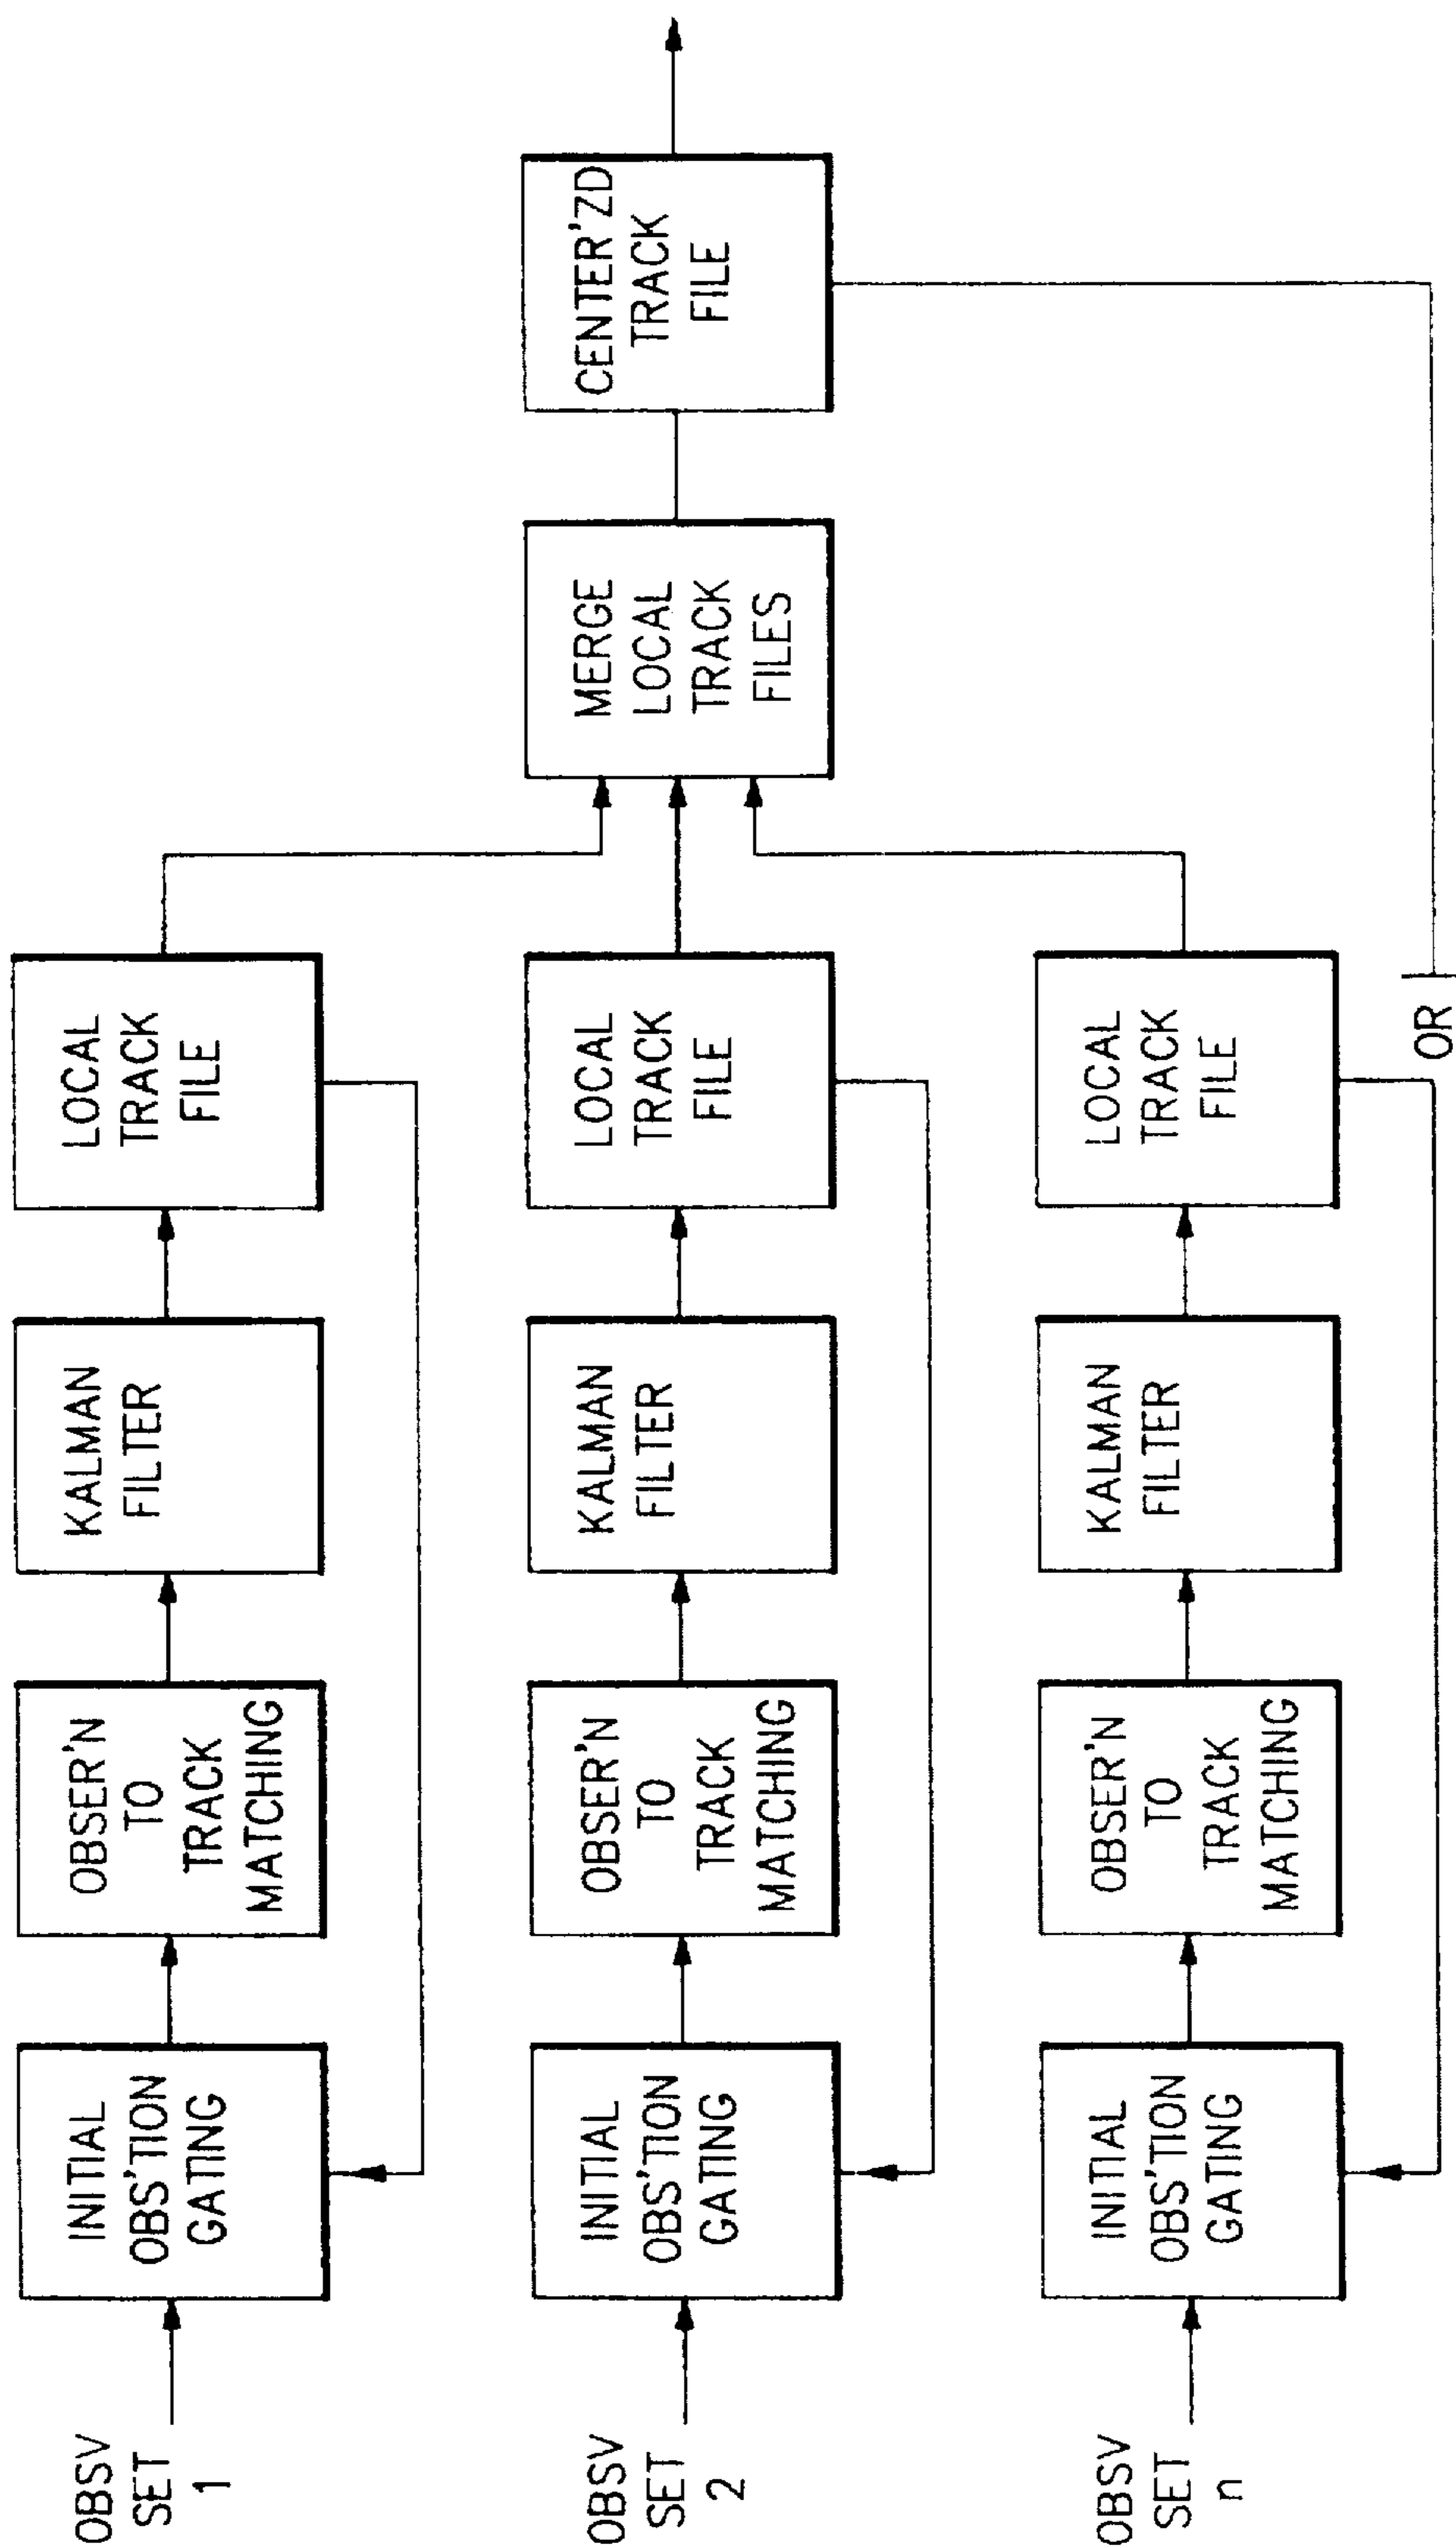 OBSV
SET
1
INITIAL
OBS'TION
GATING
OBSER'N
TO
TRACK
MATCHING
KALMAN
FILTER
LOCAL
TRACK
FILE
OBSV
SET
2
INITIAL
OBS'TION
GATING
OBSER'N
TO
TRACK
MATCHING
KALMAN
FILTER
LOCAL
TRACK
FILE
MERGE
LOCAL
TRACK
FILES
CENTER'ZD
TRACK
FILE
OBSV
SET
n
INITIAL
OBS'TION
GATING
OBSER'N
TO
TRACK
MATCHING
KALMAN
FILTER
LOCAL
TRACK
FILE
OR